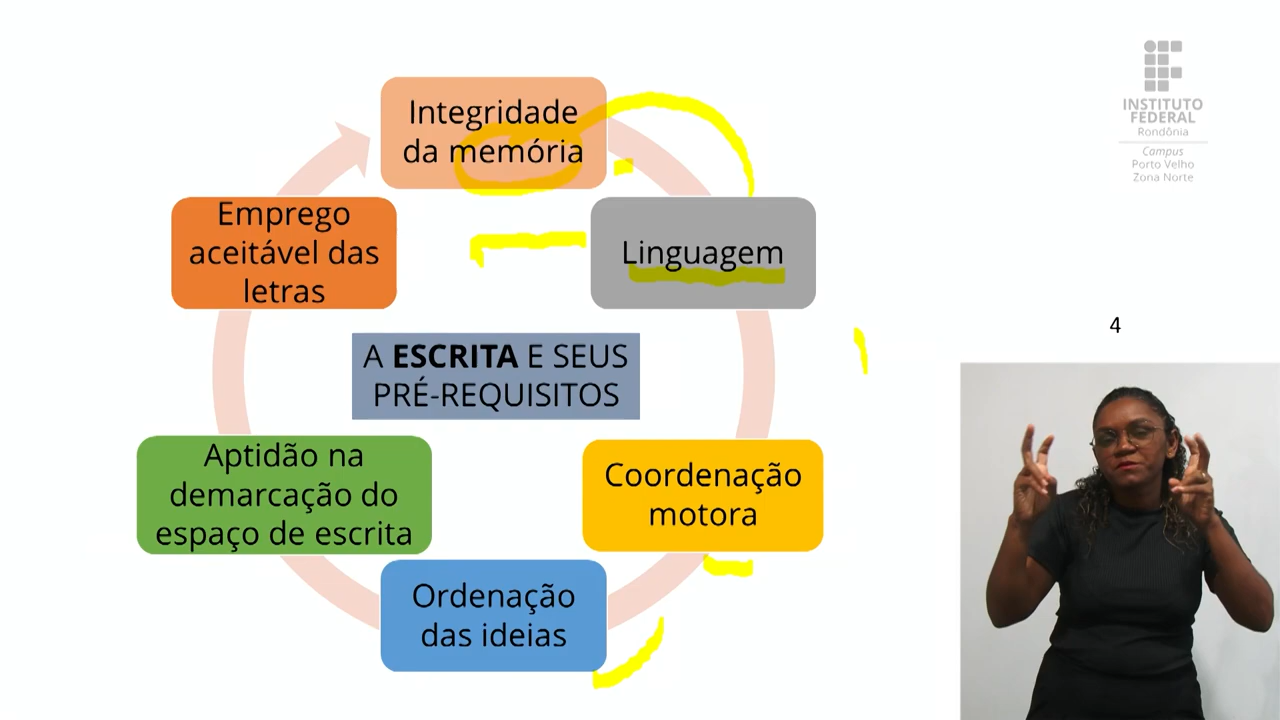 Integridade
da memória
Linguagem
Coordenação
motora
Ordenação
das ideias
Aptidão na
demarcação do
espaço de escrita
Emprego
aceitável das
letras
A ESCRITA E SEUS
PRÉ-REQUISITOS
INSTITUTO
FEDERAL
Rondônia
Campus
Porto Velho
Zona Norte
4